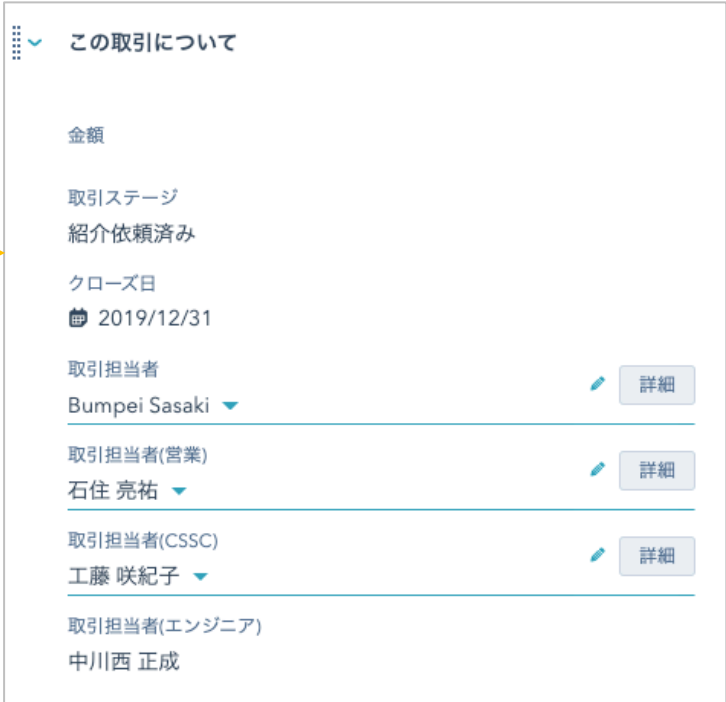 この取引について
金額
取引ステージ
紹介依頼済み
クローズ日
2019/12/31
取引担当者
詳細
Bumpei Sasaki
取引担当者(営業)
詳細
石住 亮祐
取引担当者(CSSC)
詳細
工藤 咲紀子
取引担当者(エンジニア)
中川西 正成